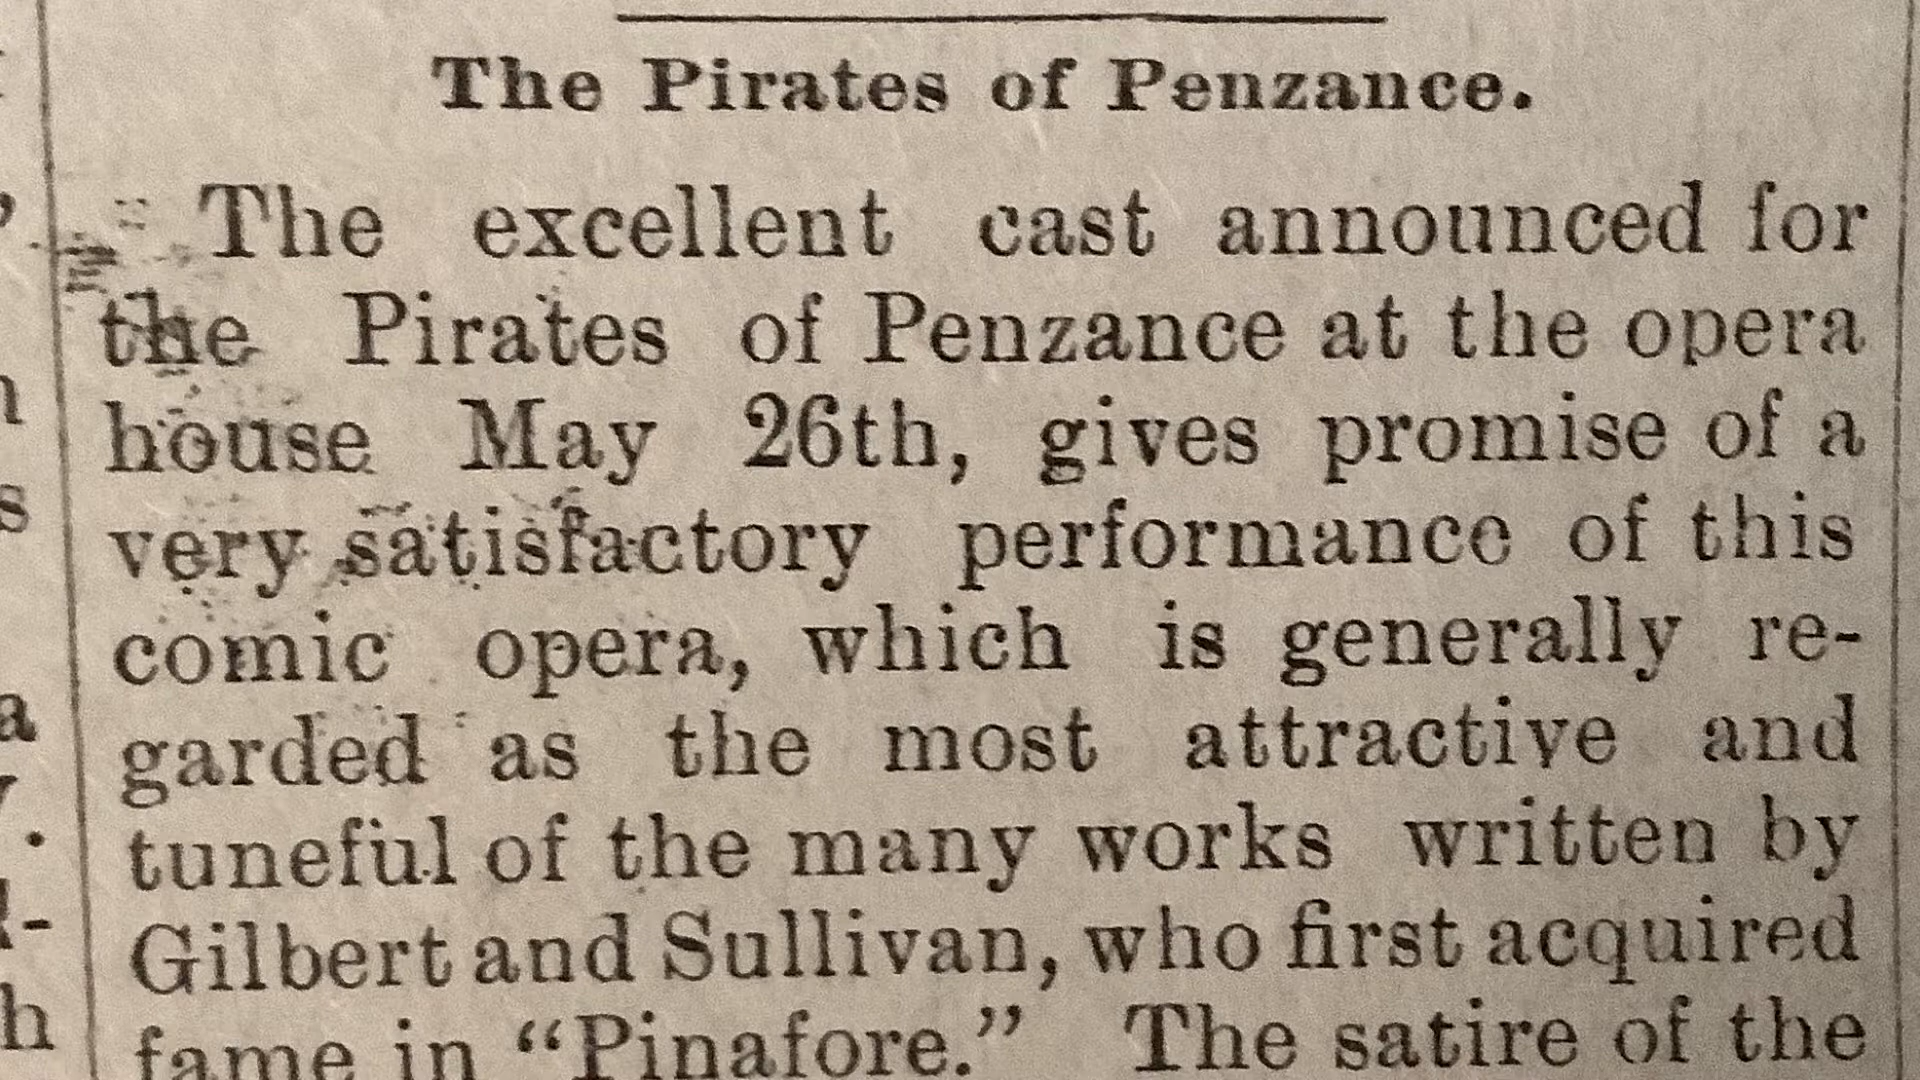 The Pirates of Penzance.
The excellent cast announced for
the Pirates of Penzance at the opera
house May 26th, gives promise of a
very satisfactory performance of this
comic opera, which is generally re-
garded as the most attractive and
tuneful of the many works written by
Gilbert and Sullivan, who first acquired
fame in “Pinafore.” The satire of the